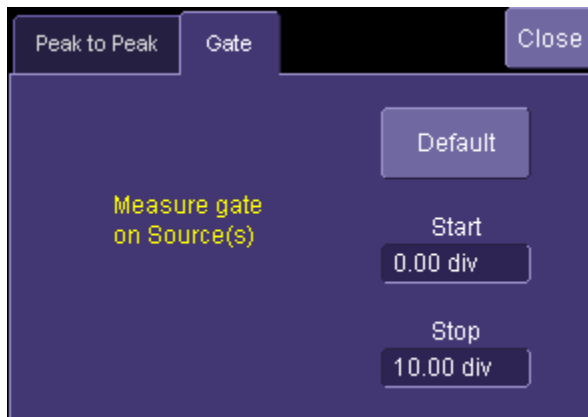 Peak to Peak
Gate
Close
Default
Measure gate
on Source(s)
Start
0.00 div
Stop
10.00 div